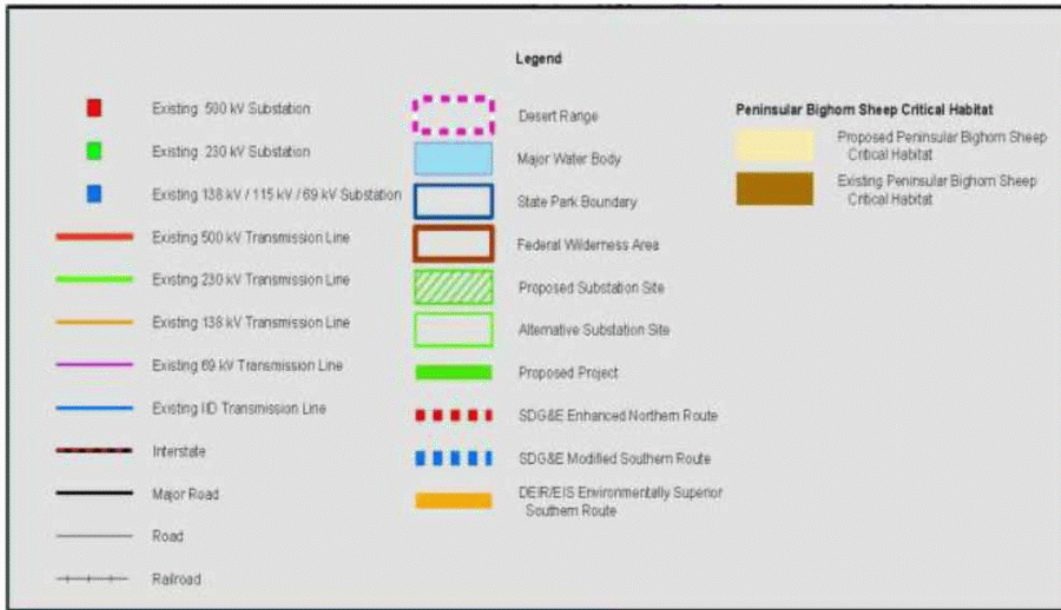 Legend
Existing 500 kV Substation
Existing 230 kV Substation
Existing 138 kV / 115 kV / 69 kV Substation
Existing 500 kV Transmission Line
Existing 230 kV Transmission Line
Existing 138 kV Transmission Line
Existing 69 kV Transmission Line
Existing IID Transmission Line
Interstate
Major Road
Road
Railroad
Desert Range
Major Water Body
State Park Boundary
Federal Wilderness Area
Proposed Substation Site
Alternative Substation Site
Proposed Project
SDG&E Enhanced Northern Route
SDG&E Modified Southern Route
DEIR/EIS Environmentally Superior
Southern Route
Peninsular Bighorn Sheep Critical Habitat
Proposed Peninsular Bighorn Sheep
Critical Habitat
Existing Peninsular Bighorn Sheep
Critical Habitat